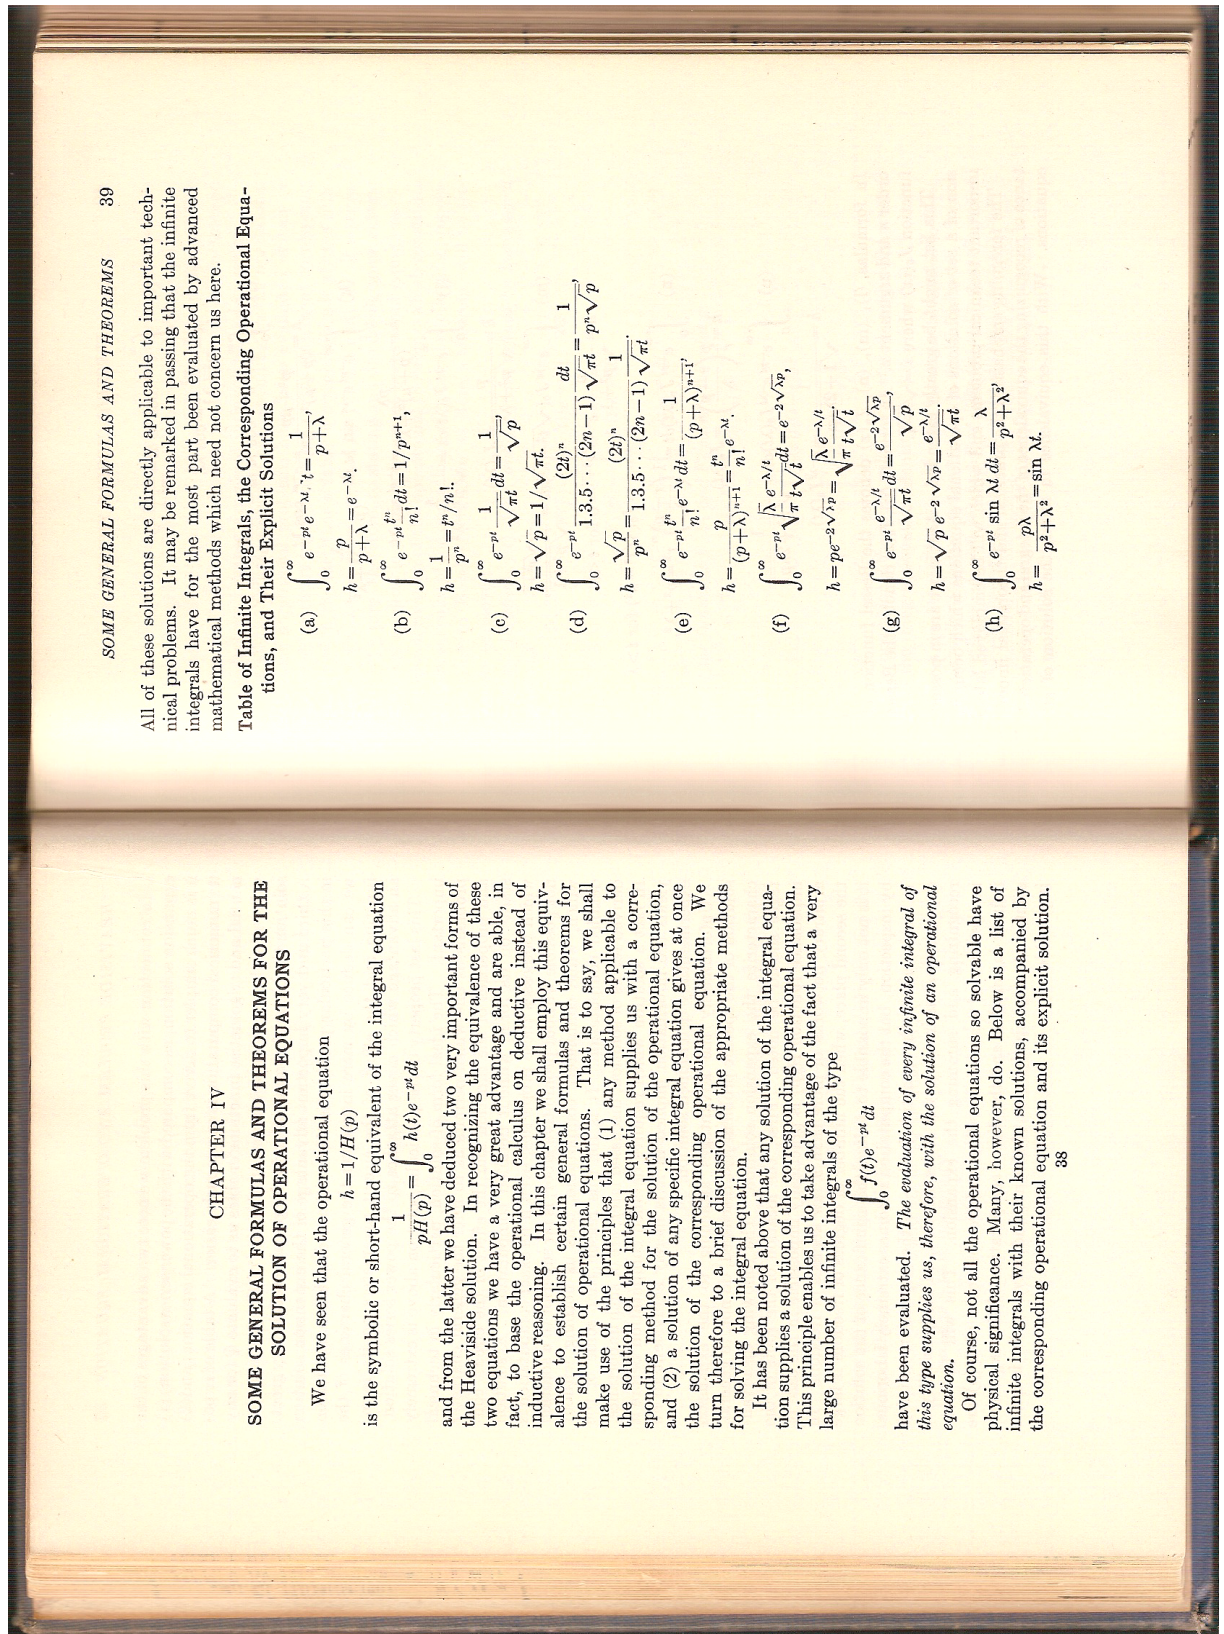 CHAPTER IV
SOME GENERAL FORMULAS AND THEOREMS FOR THE
SOLUTION OF OPERATIONAL EQUATIONS
We have seen that the operational equation
h=1/H(p)
is the symbolic or short-hand equivalent of the integral equation
1/pH(p) = ∫₀^∞ h(t)e^−pt dt
and from the latter we have deduced two very important forms of
the Heaviside solution. In recognizing the equivalence of these
two equations we have a very great advantage and are able, in
fact, to base the operational calculus on deductive instead of
inductive reasoning. In this chapter we shall employ this equiv-
alence to establish certain general formulas and theorems for
the solution of operational equations. That is to say, we shall
make use of the principles that (1) any method applicable to
the solution of the integral equation supplies us with a corre-
sponding method for the solution of the operational equation,
and (2) a solution of any specific integral equation gives at once
the solution of the corresponding operational equation. We
turn therefore to a brief discussion of the appropriate methods
for solving the integral equation.
It has been noted above that any solution of the integral equa-
tion supplies a solution of the corresponding operational equation.
This principle enables us to take advantage of the fact that a very
large number of infinite integrals of the type
∫₀^∞ f(t)e^−pt dt
have been evaluated. The evaluation of every infinite integral of
this type supplies us, therefore, with the solution of an operational
equation.
Of course, not all the operational equations so solvable have
physical significance. Many, however, do. Below is a list of
infinite integrals with their known solutions, accompanied by
the corresponding operational equation and its explicit solution.
38
SOME GENERAL FORMULAS AND THEOREMS 39
All of these solutions are directly applicable to important tech-
nical problems. It may be remarked in passing that the infinite
integrals have for the most part been evaluated by advanced
mathematical methods which need not concern us here.
Table of Infinite Integrals, the Corresponding Operational Equa-
tions, and Their Explicit Solutions
(a) ∫₀^∞ e^−pt e^−λt, t = 1/(p+λ),
h = p/(p+λ) = e^−λt.
(b) ∫₀^∞ e^−pt t^n/n! dt = 1/p^(n+1),
h = 1/p^n = t^n/n!.
(c) ∫₀^∞ e^−pt 1/√πt dt = 1/√p,
h = √p = 1/√πt.
(d) ∫₀^∞ e^−pt (2t)^n/1.3.5...(2n−1) dt/√πt = 1/p^n√p,
h = √p/p^n = (2t)^n/1.3.5...(2n−1) 1/√πt.
(e) ∫₀^∞ e^−pt t^n/n! e^−λt dt = 1/(p+λ)^(n+1),
h = p/(p+λ)^(n+1) = t^n/n! e^−λt.
(f) ∫₀^∞ e^−pt √(λ/π) e^−λ/t/t√t dt = e^−2√λp,
h = pe^−2√λp = √(λ/π) e^−λ/t/t√t.
(g) ∫₀^∞ e^−pt e^−λ/t/√πt dt = e^−2√λp/√p,
h = √p e^−2√λp = e^−λ/t/√πt.
(h) ∫₀^∞ e^−pt sin λt dt = λ/(p²+λ²),
h = pλ/(p²+λ²) = sin λt.